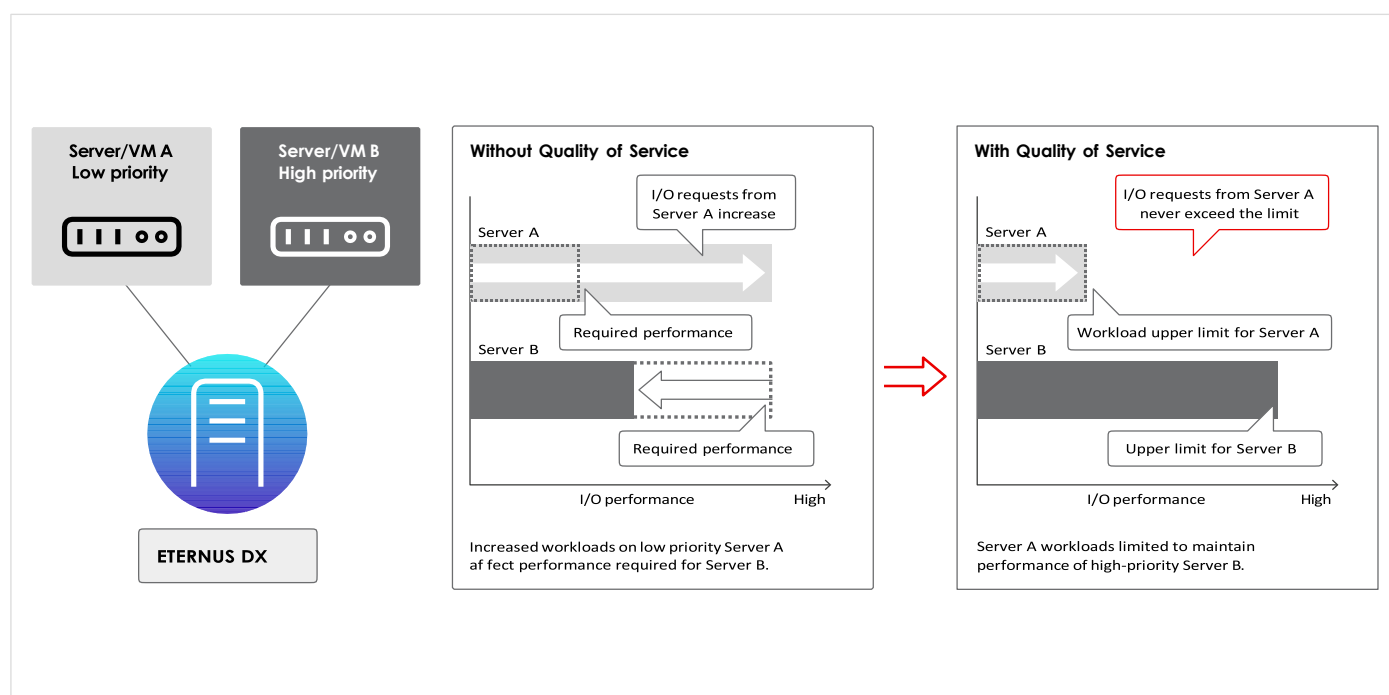 Server/VM A
Low priority
Server/VM B
High priority
ETERNUS DX
Without Quality of Service
I/O requests from
Server A increase
Server A
Required performance
Server B
Required performance
I/O performance
High
Increased workloads on low priority Server A
af fect performance required for Server B.
With Quality of Service
I/O requests from Server A
never exceed the limit
Server A
Workload upper limit for Server A
Server B
Upper limit for Server B
I/O performance
High
Server A workloads limited to maintain
performance of high-priority Server B.